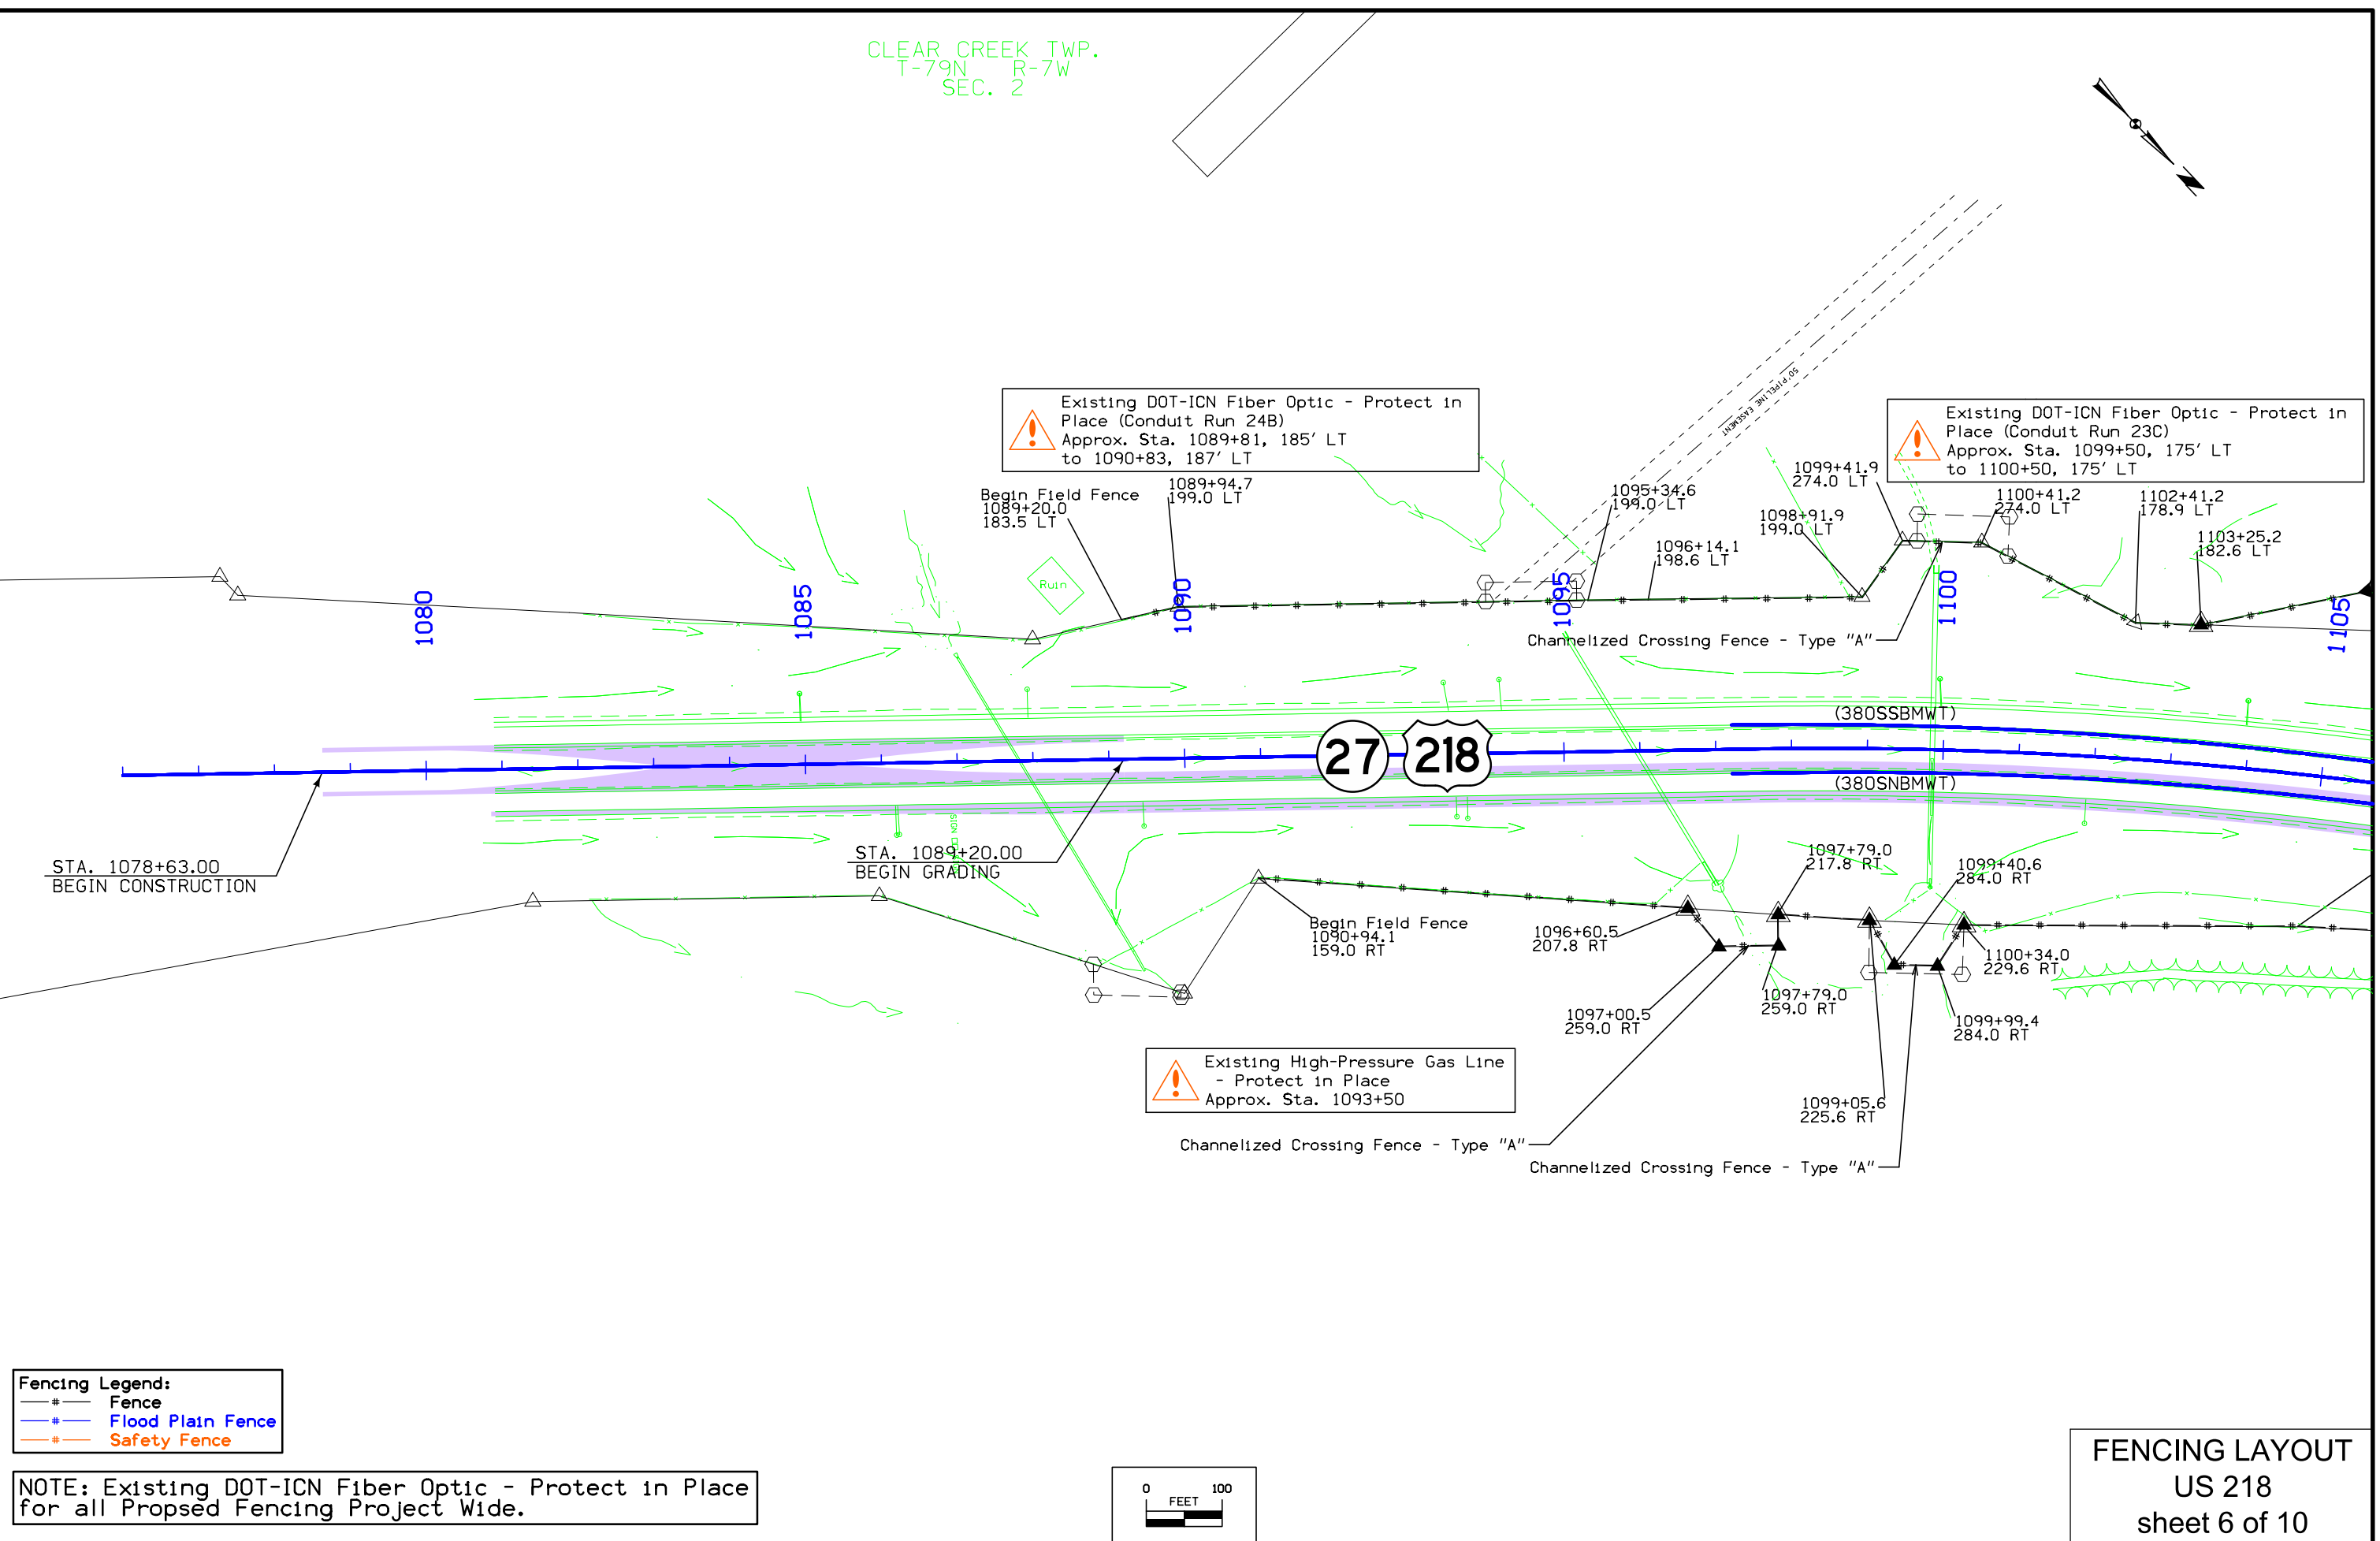 CLEAR CREEK TWP.
T-79N R-7W
SEC. 2
50' PIPELINE EASEMENT
Existing DOT-ICN Fiber Optic - Protect in
Place (Conduit Run 24B)
Approx. Sta. 1089+81, 185' LT
to 1090+83, 187' LT
Existing DOT-ICN Fiber Optic - Protect in
Place (Conduit Run 23C)
Approx. Sta. 1099+50, 175' LT
to 1100+50, 175' LT
Begin Field Fence
1089+20.0
183.5 LT
1089+94.7
199.0 LT
1095+34.6
199.0 LT
1096+14.1
198.6 LT
1098+91.9
199.0 LT
1099+41.9
274.0 LT
1100+41.2
274.0 LT
1102+41.2
178.9 LT
1103+25.2
182.6 LT
Ruin
1080
1085
1090
1095
1100
1105
Channelized Crossing Fence - Type "A"
(380SSBMWT)
27
218
(380SNBMWT)
STA. 1078+63.00
BEGIN CONSTRUCTION
STA. 1089+20.00
BEGIN GRADING
SIGN
Begin Field Fence
1090+94.1
159.0 RT
1096+60.5
207.8 RT
1097+00.5
259.0 RT
1097+79.0
217.8 RT
1097+79.0
259.0 RT
1099+40.6
284.0 RT
1100+34.0
229.6 RT
1099+99.4
284.0 RT
1099+05.6
225.6 RT
Existing High-Pressure Gas Line
- Protect in Place
Approx. Sta. 1093+50
Channelized Crossing Fence - Type "A"
Channelized Crossing Fence - Type "A"
Fencing Legend:
Fence
Flood Plain Fence
Safety Fence
NOTE: Existing DOT-ICN Fiber Optic - Protect in Place
for all Propsed Fencing Project Wide.
0 100
FEET
FENCING LAYOUT
US 218
sheet 6 of 10